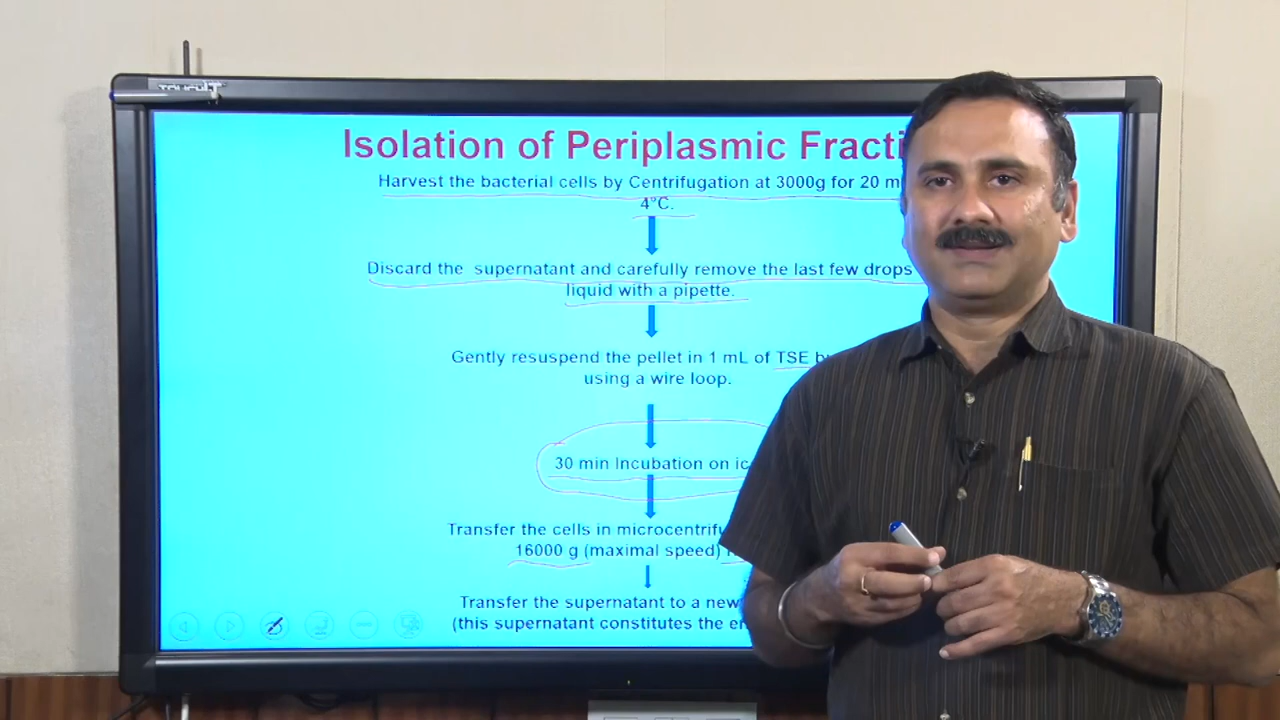 TOUCHIT
Isolation of Periplasmic Fracti
Harvest the bacterial cells by Centrifugation at 3000g for 20 m
4°C.
Discard the supernatant and carefully remove the last few drops
liquid with a pipette.
Gently resuspend the pellet in 1 mL of TSE b
using a wire loop.
30 min Incubation on ic
Transfer the cells in microcentrifu
16000 g (maximal speed)
Transfer the supernatant to a new
(this supernatant constitutes the en